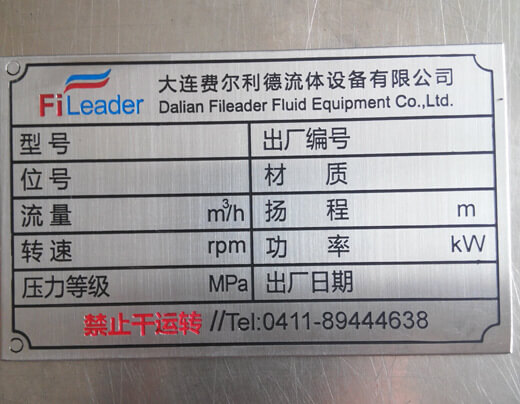 FiLeader 大连费尔利德流体设备有限公司
Dalian Fileader Fluid Equipment Co.,Ltd.
型号 出厂编号
位号 材质
流量 m³/h 扬程 m
转速 rpm 功率 kW
压力等级 MPa 出厂日期
禁止干运转//Tel:0411-89444638